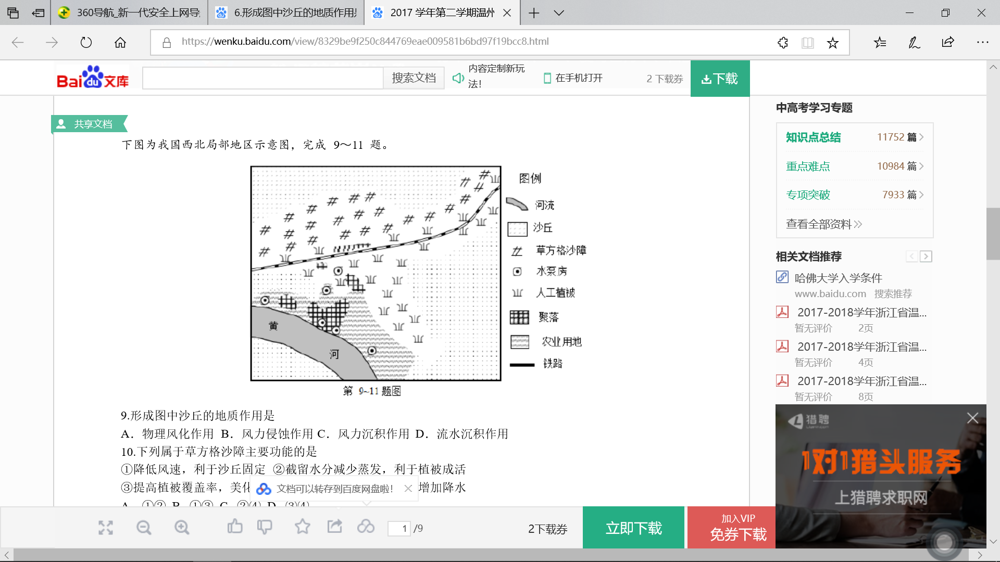 360导航_新一代安全上网导
6.形成图中沙丘的地质作用是
2017 学年第二学期温州
https://wenku.baidu.com/view/8329be9f250c844769eae009581b6bd97f19bcc8.html
Bai du 文库
搜索文档
内容定制新玩法！
在手机打开
2 下载券
下载
共享文档
下图为我国西北局部地区示意图，完成 9～11 题。
图例
河流
沙丘
草方格沙障
水泵房
人工植被
聚落
农业用地
铁路
黄
河
第 9~11 题图
9.形成图中沙丘的地质作用是
A．物理风化作用 B．风力侵蚀作用 C．风力沉积作用 D．流水沉积作用
10.下列属于草方格沙障主要功能的是
①降低风速，利于沙丘固定 ②截留水分减少蒸发，利于植被成活
③提高植被覆盖率，美化
增加降水
A．①② B．①③ C．②④ D．③④
文档可以转存到百度网盘啦！
1 /9
2下载券
立即下载
加入VIP
免券下载
中高考学习专题
知识点总结 11752 篇
重点难点 10984 篇
专项突破 7933 篇
查看全部资料
相关文档推荐
哈佛大学入学条件
www.baidu.com 搜索推荐
2017-2018学年浙江省温...
暂无评价 2页
2017-2018学年浙江省温...
暂无评价 4页
2017-2018学年浙江省温...
暂无评价 8页
猎聘
1对1猎头服务
上猎聘求职网